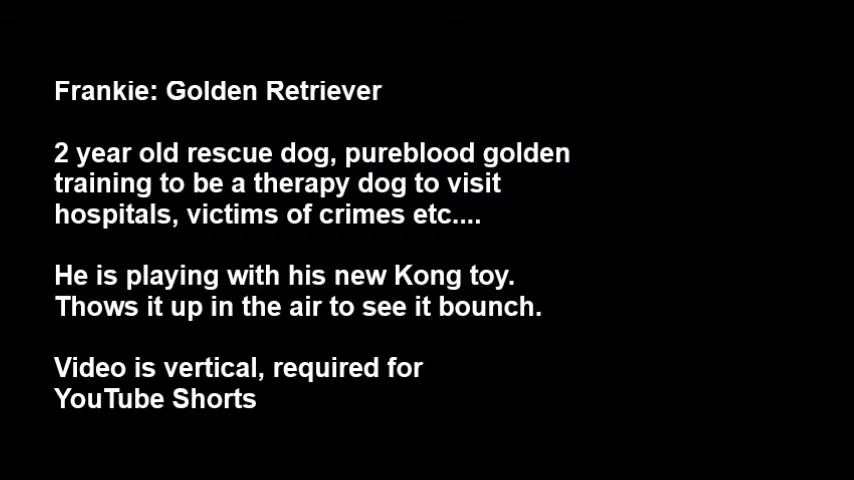 Frankie: Golden Retriever
2 year old rescue dog, pureblood golden
training to be a therapy dog to visit
hospitals, victims of crimes etc....
He is playing with his new Kong toy.
Thows it up in the air to see it bounch.
Video is vertical, required for
YouTube Shorts